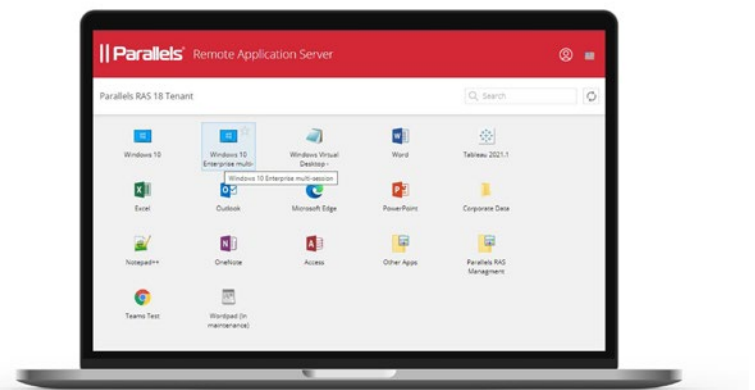 Parallels® Remote Application Server
Parallels RAS 18 Tenant
Search
Windows 10
Windows 10
Enterprise multi-
Windows Virtual
Desktop -
Word
Tableau 2021.1
Windows 10 Enterprise multi-session
Excel
Outlook
Microsoft Edge
PowerPoint
Corporate Data
Notepad++
OneNote
Access
Other Apps
Parallels RAS
Managment
Teams Test
Wordpad (in
maintenance)